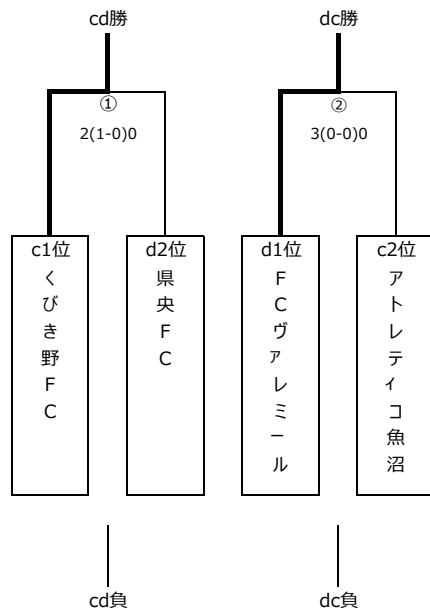 cd勝
dc勝
①
②
2(1-0)0
3(0-0)0
c1位
d2位
d1位
c2位
くびき野FC
県央FC
FCヴァレミール
アトレティコ魚沼
cd負
dc負